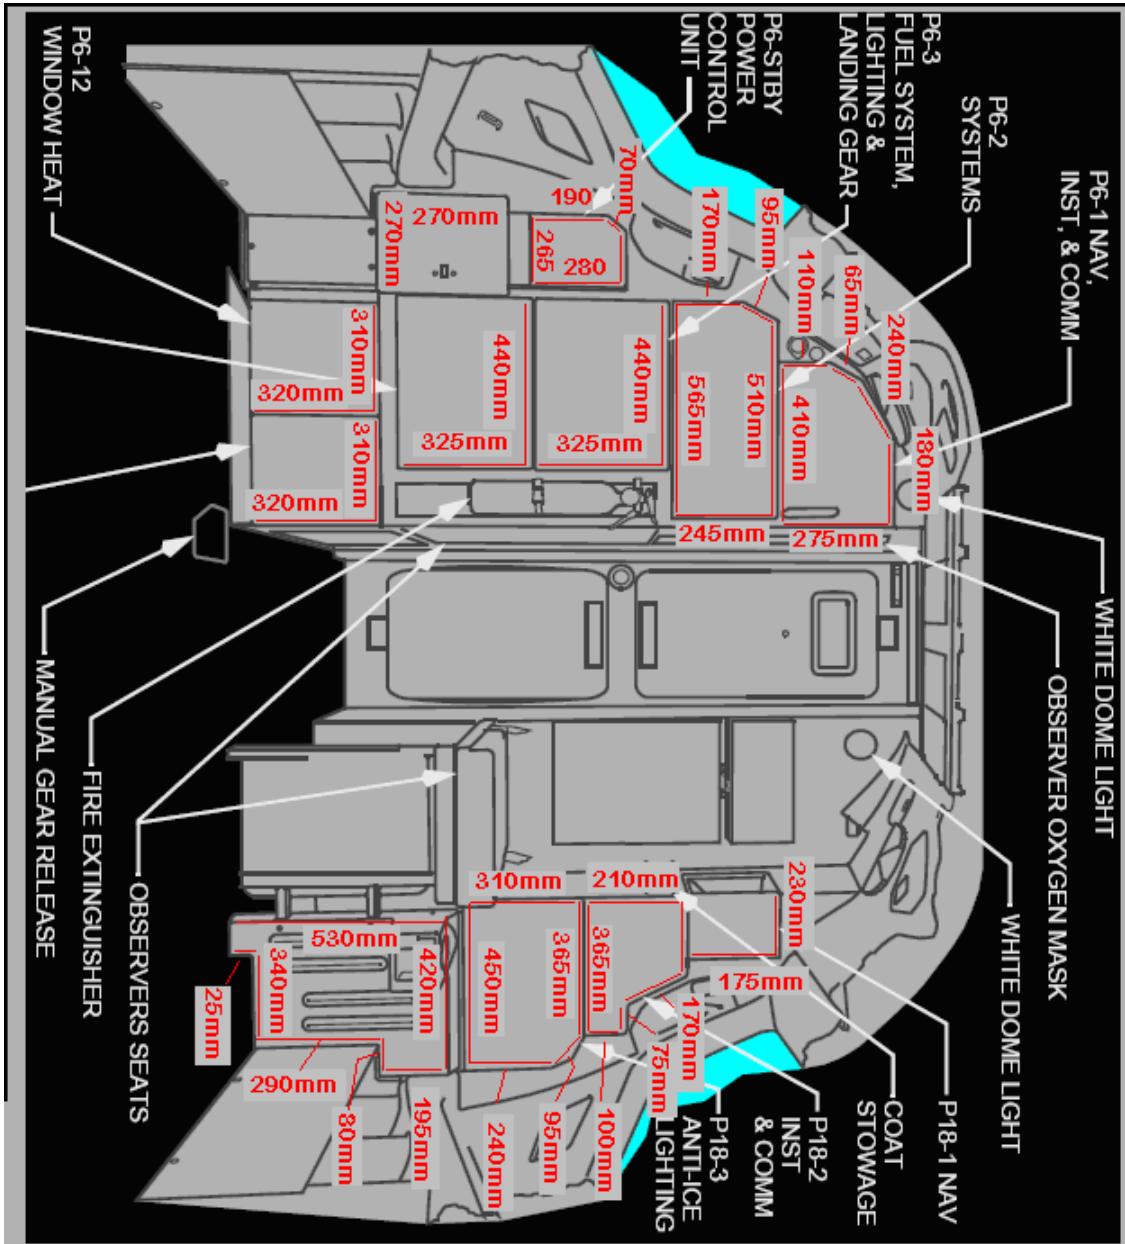 P6-12
WINDOW HEAT
P6-STBY
POWER
CONTROL
UNIT
P6-3
FUEL SYSTEM,
LIGHTING &
LANDING GEAR
P6-2
SYSTEMS
P6-1 NAV,
INST, & COMM
WHITE DOME LIGHT
OBSERVER OXYGEN MASK
WHITE DOME LIGHT
P18-1 NAV
COAT
STOWAGE
P18-2
INST
& COMM
P18-3
ANTI-ICE
LIGHTING
OBSERVERS SEATS
FIRE EXTINGUISHER
MANUAL GEAR RELEASE
70mm
190
265
280
270mm
270mm
170mm
95mm
110mm
65mm
240mm
180mm
310mm
320mm
310mm
320mm
440mm
325mm
440mm
325mm
565mm
510mm
245mm
410mm
275mm
310mm
210mm
230mm
175mm
530mm
340mm
420mm
450mm
365mm
365mm
170mm
75mm
100mm
95mm
240mm
195mm
80mm
290mm
25mm